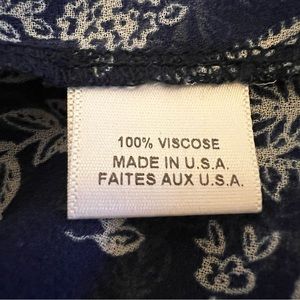 100% VISCOSE
MADE IN U.S.A.
FAITES AUX U.S.A.